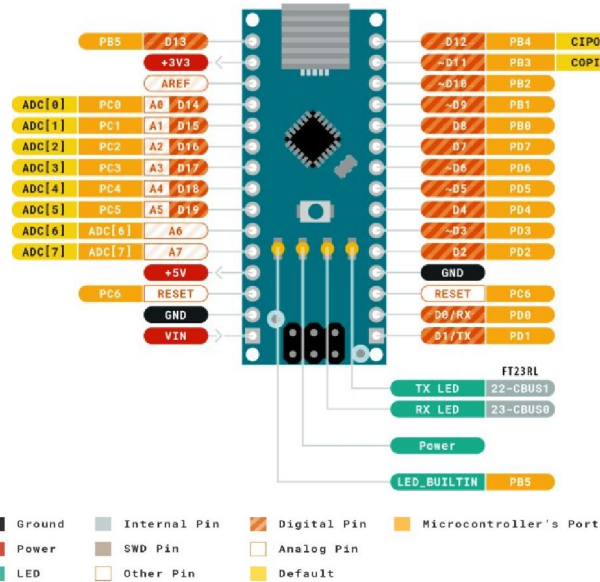 PB5 D13 D12 PB4 CIPO
+3V3 ~D11 PB3 COPI
AREF ~D10 PB2
ADC[0] PC0 A0 D14 ~D9 PB1
ADC[1] PC1 A1 D15 D8 PB0
ADC[2] PC2 A2 D16 D7 PD7
ADC[3] PC3 A3 D17 ~D6 PD6
ADC[4] PC4 A4 D18 ~D5 PD5
ADC[5] PC5 A5 D19 D4 PD4
ADC[6] ADC[6] A6 ~D3 PD3
ADC[7] ADC[7] A7 D2 PD2
+5V GND
PC6 RESET RESET PC6
GND D0/RX PD0
VIN D1/TX PD1
FT23RL
TX LED 22-CBUS1
RX LED 23-CBUS0
Power
LED_BUILTIN PB5
Ground Internal Pin Digital Pin Microcontroller's Port
Power SWD Pin Analog Pin
LED Other Pin Default